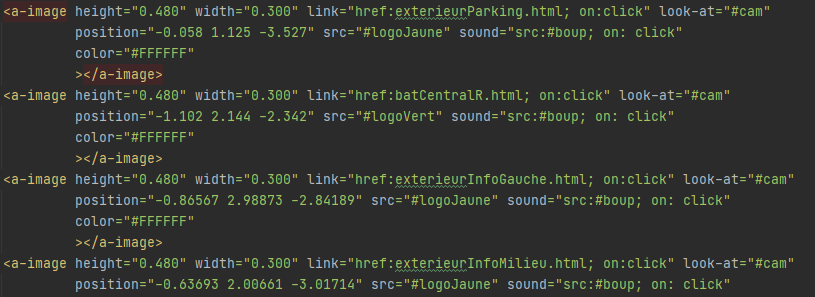 <a-image height="0.480" width="0.300" link="href:exterieurParking.html; on:click" look-at="#cam"
position="-0.058 1.125 -3.527" src="#logoJaune" sound="src:#boup; on: click"
color="#FFFFFF"
></a-image>
<a-image height="0.480" width="0.300" link="href:batCentralR.html; on:click" look-at="#cam"
position="-1.102 2.144 -2.342" src="#logoVert" sound="src:#boup; on: click"
color="#FFFFFF"
></a-image>
<a-image height="0.480" width="0.300" link="href:exterieurInfoGauche.html; on:click" look-at="#cam"
position="-0.86567 2.98873 -2.84189" src="#logoJaune" sound="src:#boup; on: click"
color="#FFFFFF"
></a-image>
<a-image height="0.480" width="0.300" link="href:exterieurInfoMilieu.html; on:click" look-at="#cam"
position="-0.63693 2.00661 -3.01714" src="#logoJaune" sound="src:#boup; on: click"